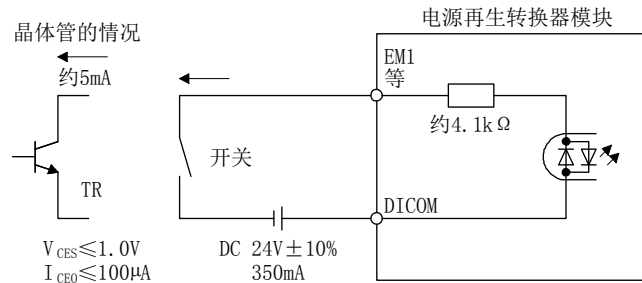 电源再生转换器模块
晶体管的情况
约5mA
EM1
等
约4.1kΩ
开关
TR
DICOM
VCES≤1.0V
ICEO≤100μA
DC 24V±10%
350mA